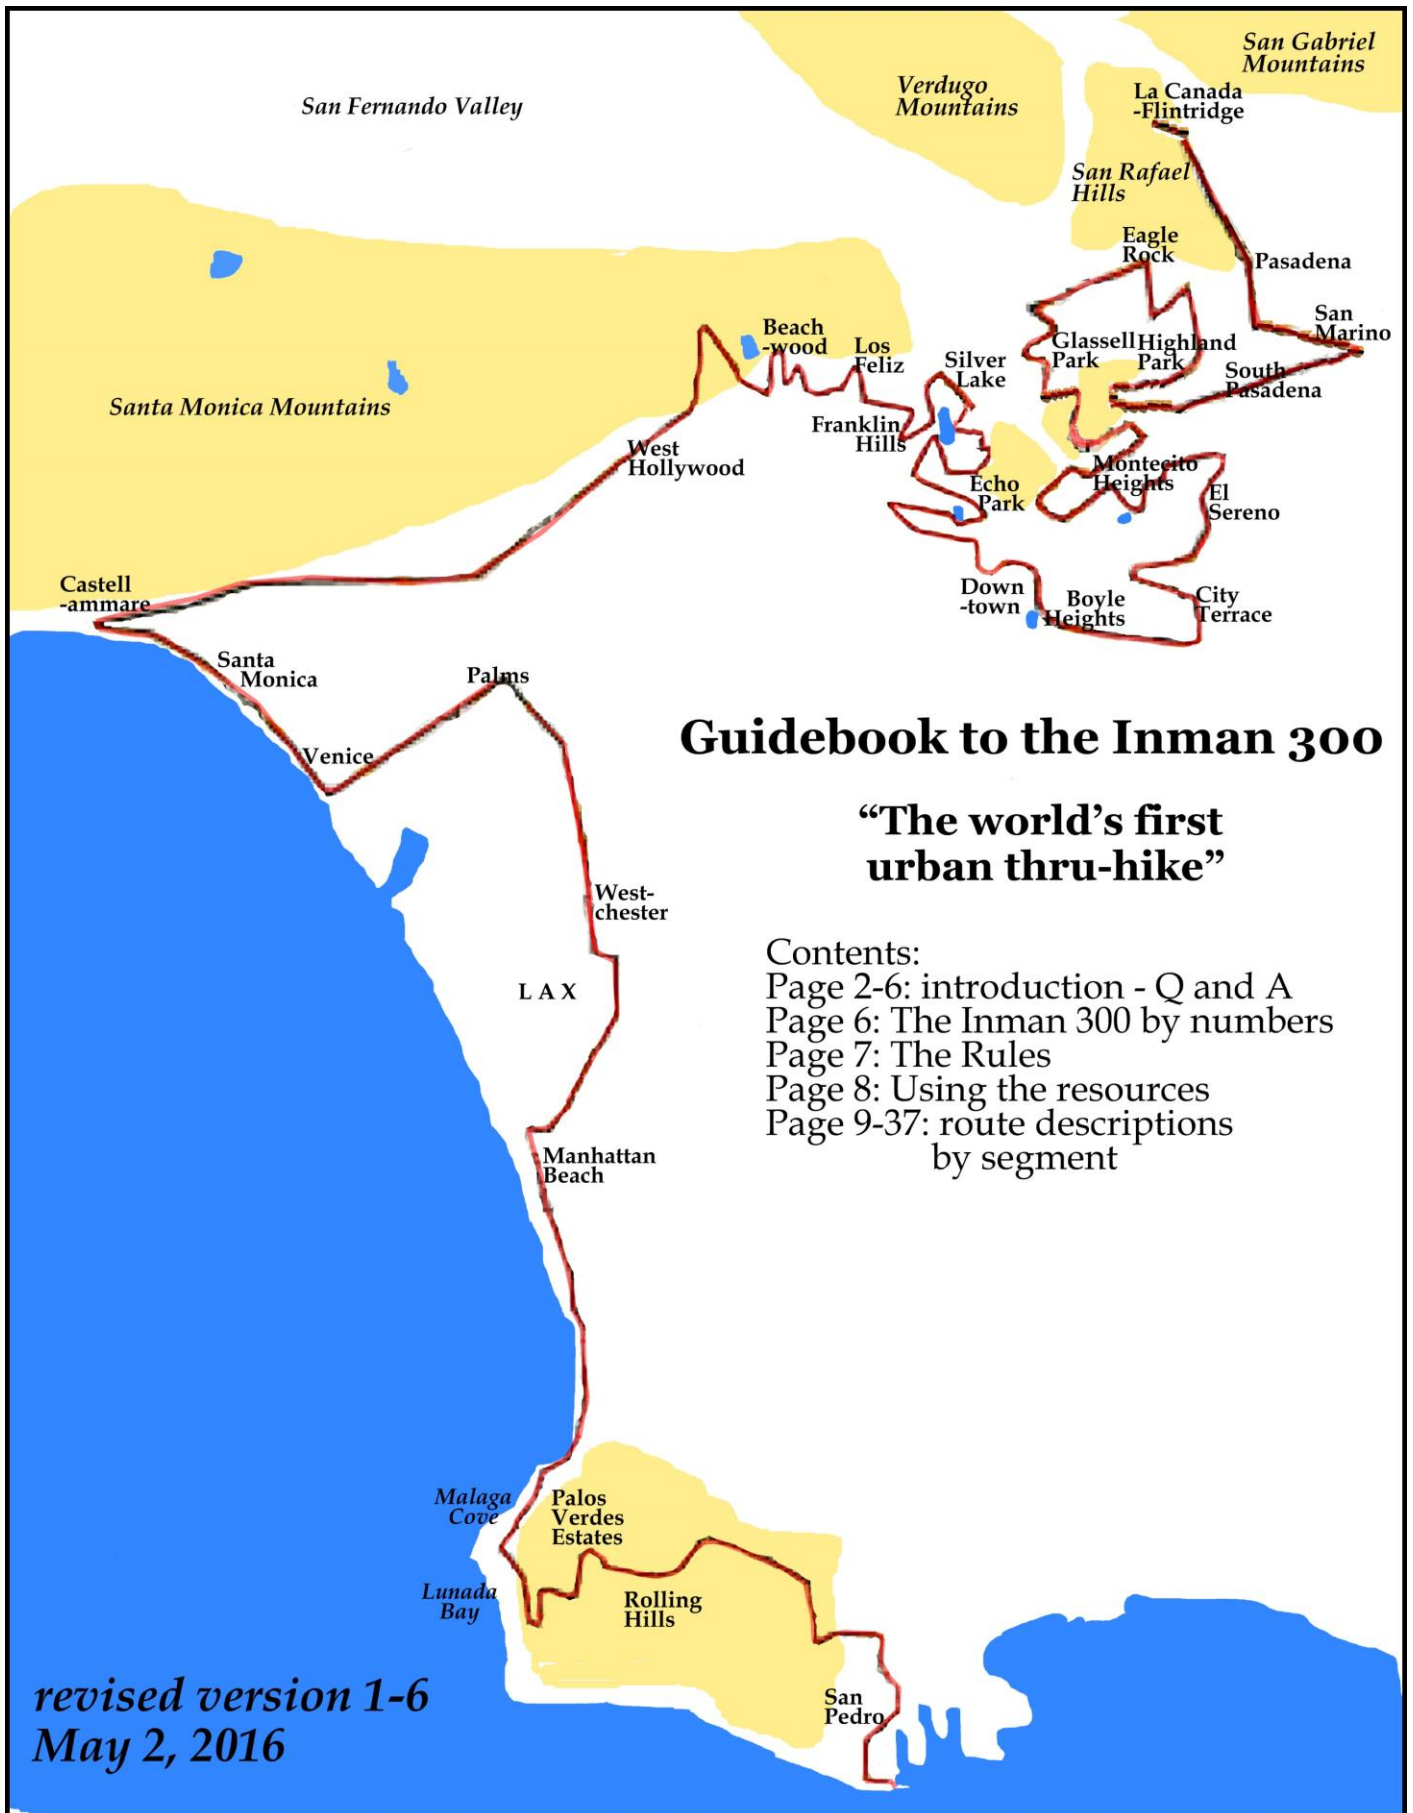 San Gabriel
Mountains
Verdugo
Mountains
La Canada
-Flintridge
San Fernando Valley
San Rafael
Hills
Eagle
Rock
Pasadena
San
Marino
Beach
-wood
Los
Feliz
Silver
Lake
Glassell
Park
Highland
Park
South
Pasadena
Santa Monica Mountains
Franklin
Hills
West
Hollywood
Echo
Park
Montecito
Heights
El
Sereno
Castell
-ammare
Down
-town
Boyle
Heights
City
Terrace
Santa
Monica
Palms
Venice
Guidebook to the Inman 300
“The world’s first
urban thru-hike”
West-
chester
L A X
Contents:
Page 2-6: introduction - Q and A
Page 6: The Inman 300 by numbers
Page 7: The Rules
Page 8: Using the resources
Page 9-37: route descriptions
by segment
Manhattan
Beach
Malaga
Cove
Palos
Verdes
Estates
Lunada
Bay
Rolling
Hills
San
Pedro
revised version 1-6
May 2, 2016